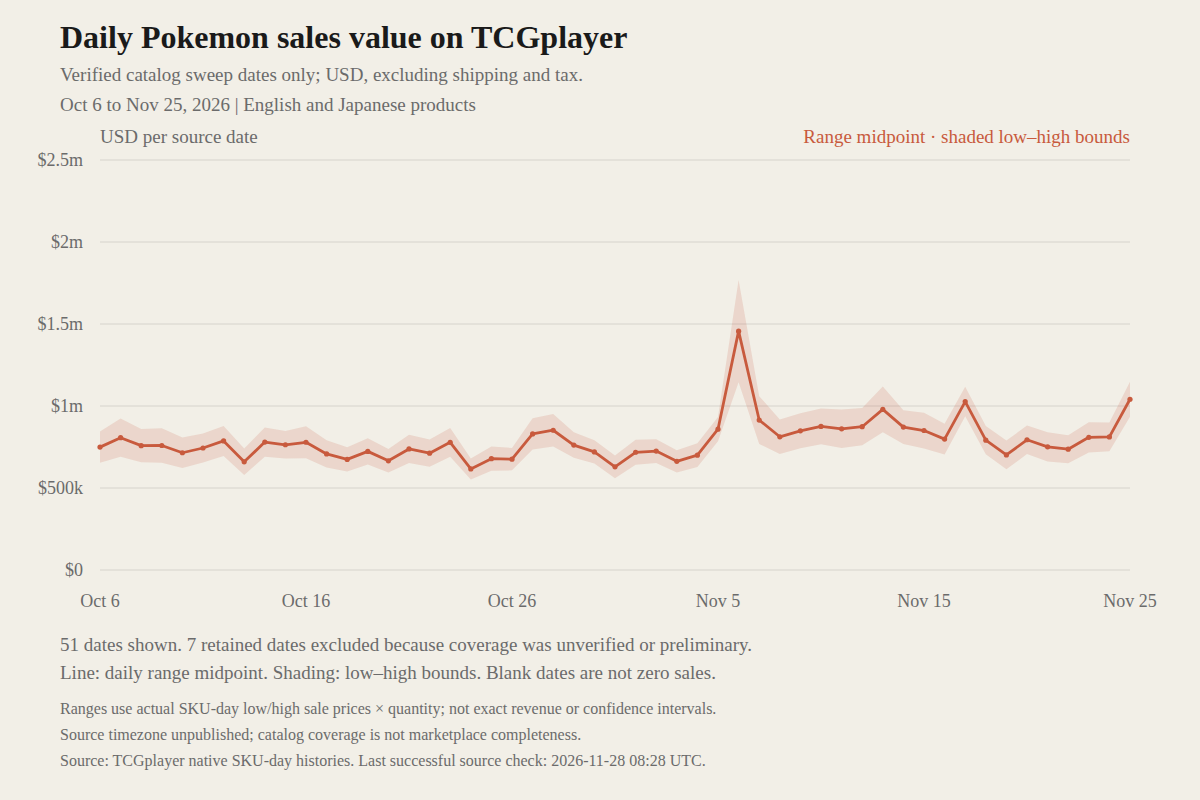 Daily Pokemon sales value on TCGplayer
Verified catalog sweep dates only; USD, excluding shipping and tax.
Oct 6 to Nov 25, 2026 | English and Japanese products
USD per source date
Range midpoint · shaded low–high bounds
$2.5m
$2m
$1.5m
$1m
$500k
$0
Oct 6 Oct 16 Oct 26 Nov 5 Nov 15 Nov 25
51 dates shown. 7 retained dates excluded because coverage was unverified or preliminary.
Line: daily range midpoint. Shading: low–high bounds. Blank dates are not zero sales.
Ranges use actual SKU-day low/high sale prices × quantity; not exact revenue or confidence intervals.
Source timezone unpublished; catalog coverage is not marketplace completeness.
Source: TCGplayer native SKU-day histories. Last successful source check: 2026-11-28 08:28 UTC.